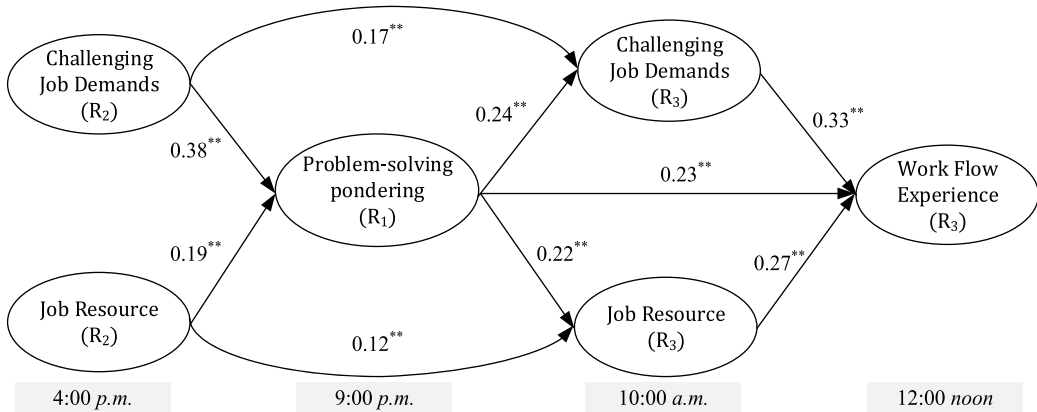 Challenging
Job Demands
(R₂)
0.17**
Challenging
Job Demands
(R₃)
0.38**
0.24**
0.33**
Problem-solving
pondering
(R₁)
0.23**
Work Flow
Experience
(R₃)
0.19**
0.22**
0.27**
Job Resource
(R₂)
0.12**
Job Resource
(R₃)
4:00 p.m.
9:00 p.m.
10:00 a.m.
12:00 noon